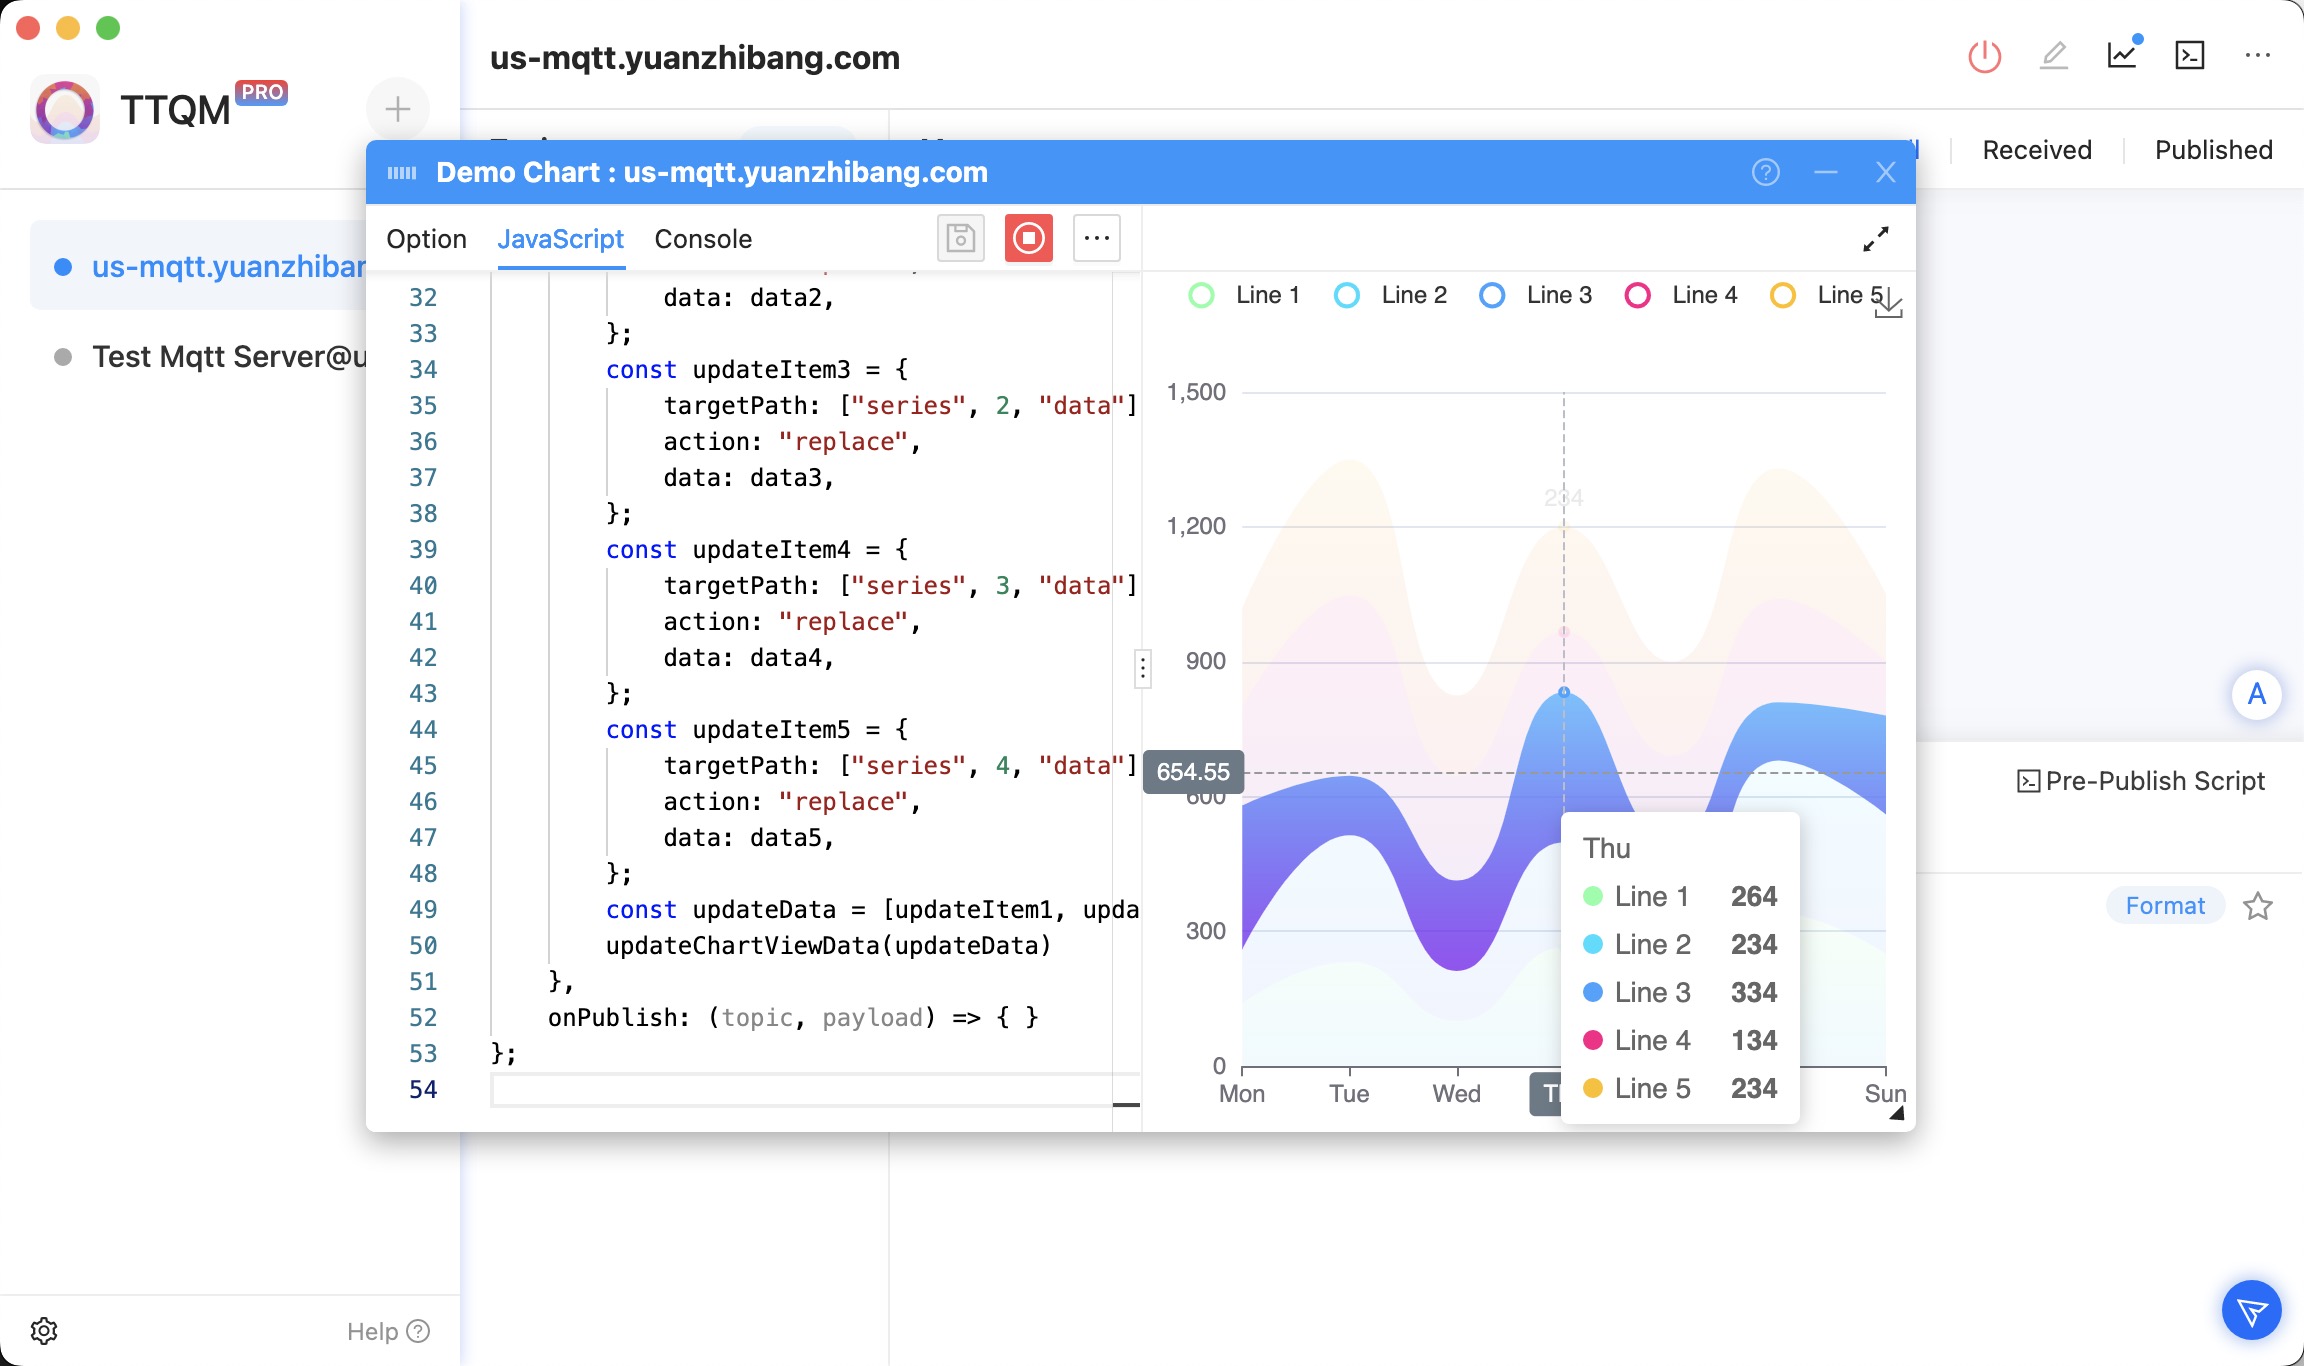 us-mqtt.yuanzhibang.com
TTQM PRO
Received
Published
Demo Chart : us-mqtt.yuanzhibang.com
us-mqtt.yuanzhibar
Test Mqtt Server@u
Option
JavaScript
Console
32 data: data2,
33 };
34 const updateItem3 = {
35 targetPath: ["series", 2, "data"]
36 action: "replace",
37 data: data3,
38 };
39 const updateItem4 = {
40 targetPath: ["series", 3, "data"]
41 action: "replace",
42 data: data4,
43 };
44 const updateItem5 = {
45 targetPath: ["series", 4, "data"]
46 action: "replace",
47 data: data5,
48 };
49 const updateData = [updateItem1, upda
50 updateChartViewData(updateData)
51 },
52 onPublish: (topic, payload) => { }
53 };
54
Line 1
Line 2
Line 3
Line 4
Line 5
1,500
234
1,200
900
654.55
600
300
0
Mon
Tue
Wed
Sun
Thu
Line 1 264
Line 2 234
Line 3 334
Line 4 134
Line 5 234
A
Pre-Publish Script
Format
Help